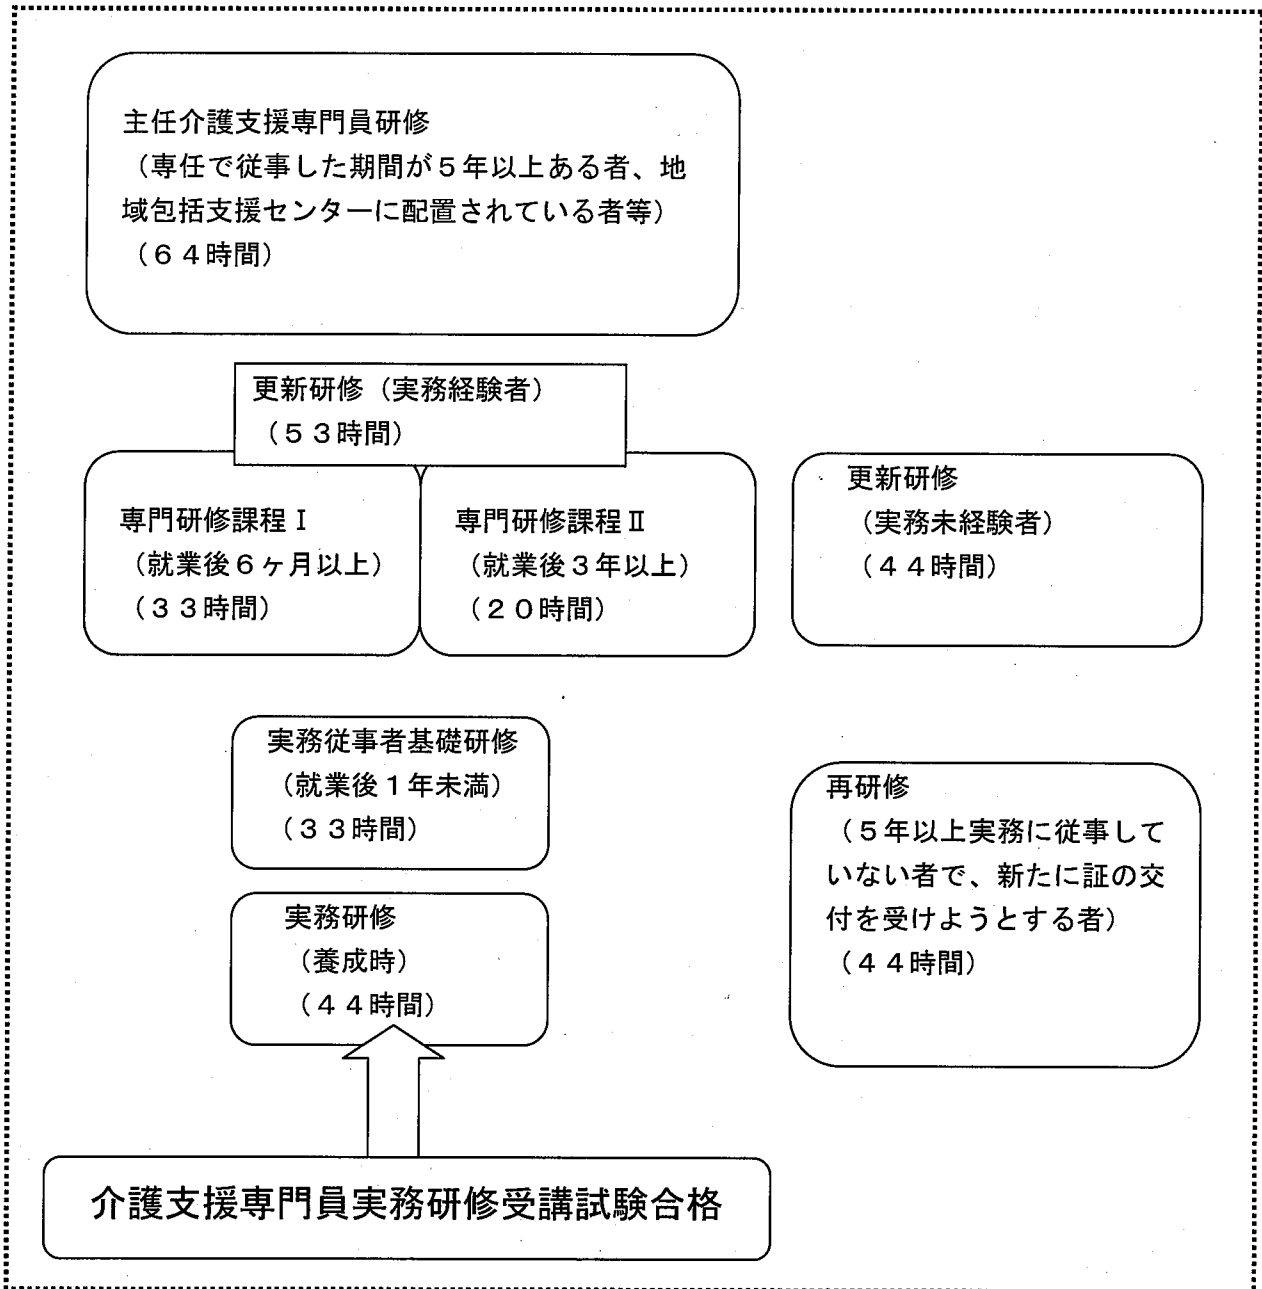 主任介護支援専門員研修
（専任で従事した期間が５年以上ある者、地
域包括支援センターに配置されている者等）
（６４時間）
更新研修（実務経験者）
（５３時間）
専門研修課程Ⅰ
（就業後６ヶ月以上）
（３３時間）
専門研修課程Ⅱ
（就業後３年以上）
（２０時間）
更新研修
（実務未経験者）
（４４時間）
実務従事者基礎研修
（就業後１年未満）
（３３時間）
再研修
（５年以上実務に従事して
いない者で、新たに証の交
付を受けようとする者）
（４４時間）
実務研修
（養成時）
（４４時間）
介護支援専門員実務研修受講試験合格